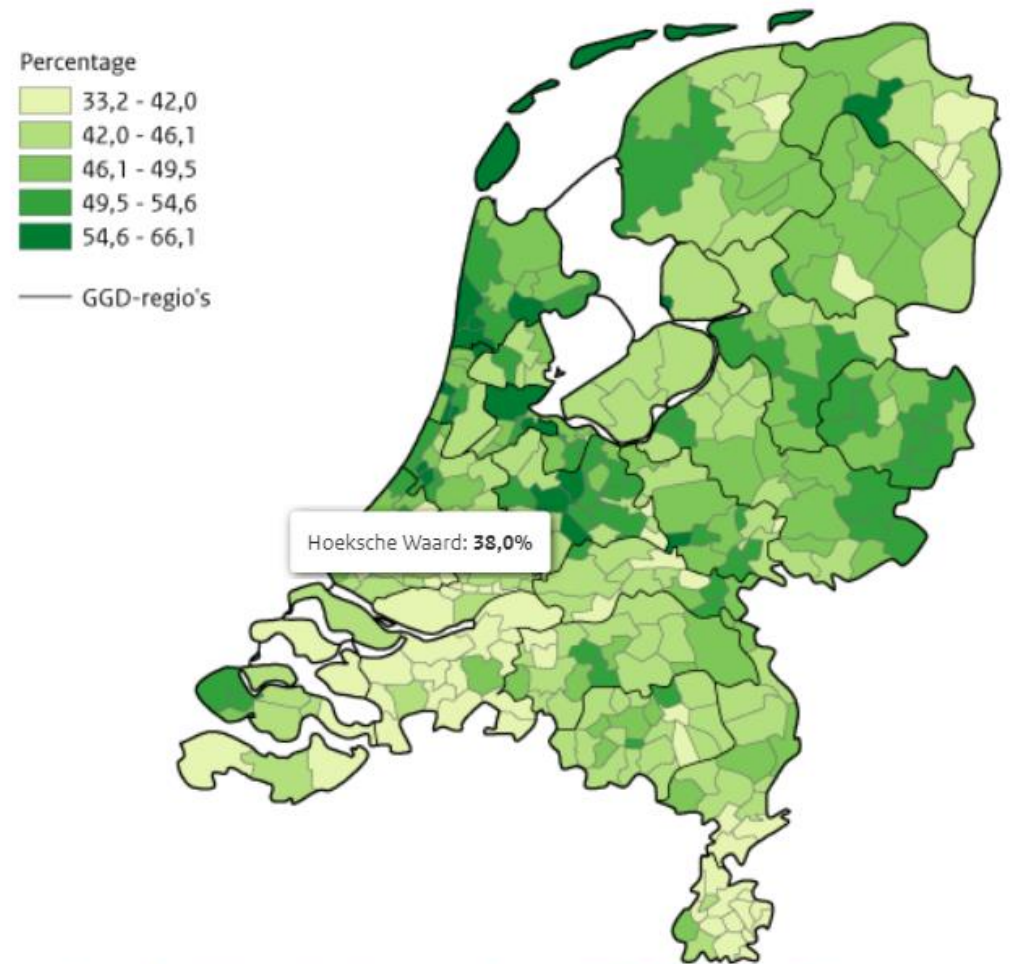 Percentage
33,2 - 42,0
42,0 - 46,1
46,1 - 49,5
49,5 - 54,6
54,6 - 66,1
GGD-regio's
Hoeksche Waard: 38,0%